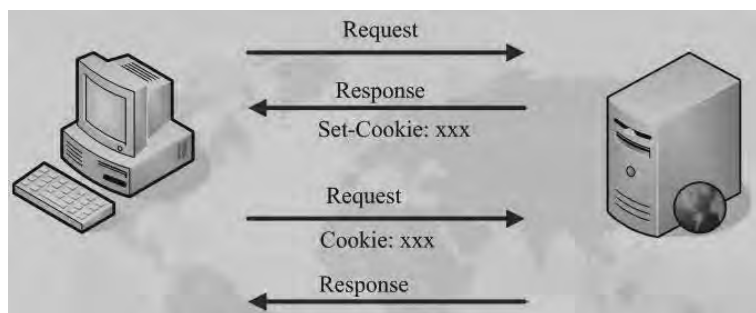 Request
Response
Set-Cookie: xxx
Request
Cookie: xxx
Response